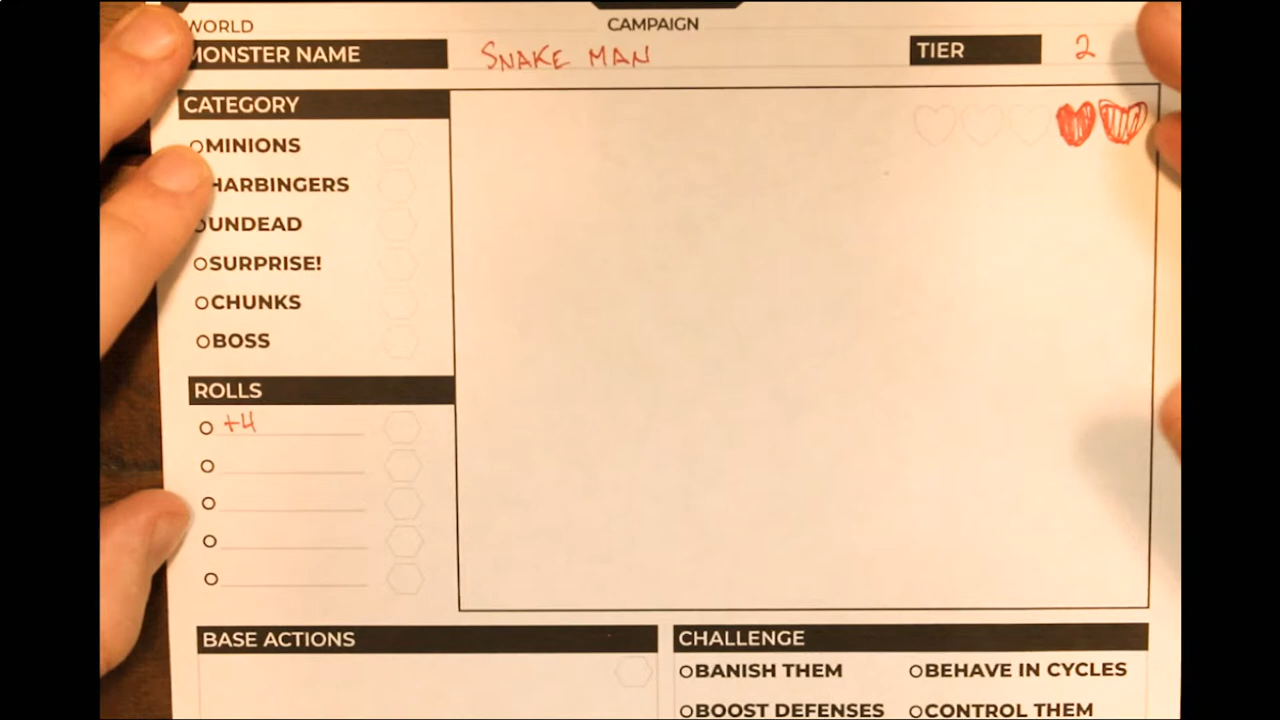 WORLD
CAMPAIGN
MONSTER NAME
SNAKE MAN
TIER
2
CATEGORY
MINIONS
HARBINGERS
UNDEAD
SURPRISE!
CHUNKS
BOSS
ROLLS
+4
BASE ACTIONS
CHALLENGE
BANISH THEM
BEHAVE IN CYCLES
BOOST DEFENSES
CONTROL THEM